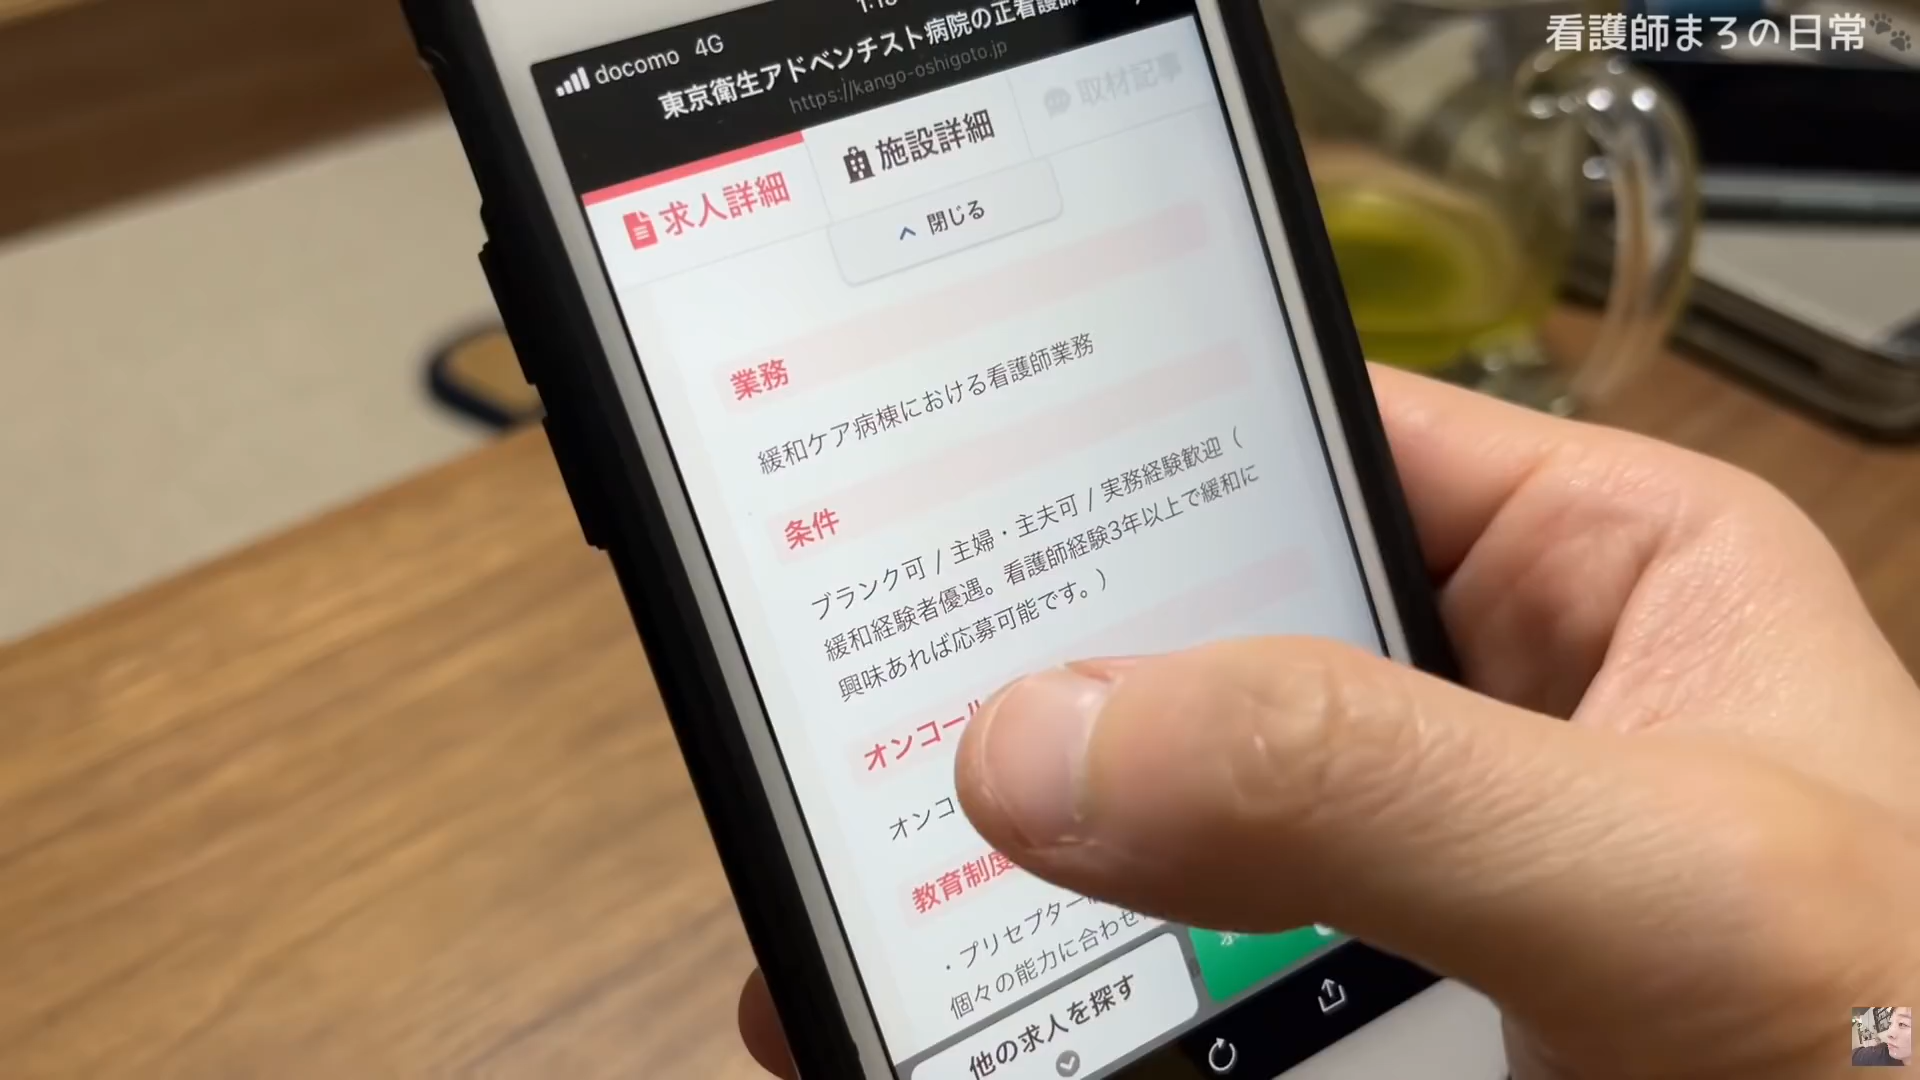 看護師まろの日常
docomo 4G
東京衛生アドベンチスト病院の正看護師
https://kango-oshigoto.jp
求人詳細
施設詳細
取材記事
閉じる
業務
緩和ケア病棟における看護師業務
条件
ブランク可 / 主婦・主夫可 / 実務経験歓迎（
緩和経験者優遇。看護師経験3年以上で緩和に
興味あれば応募可能です。）
オンコール
オンコ
教育制度
・プリセプター
個々の能力に合わせ
他の求人を探す